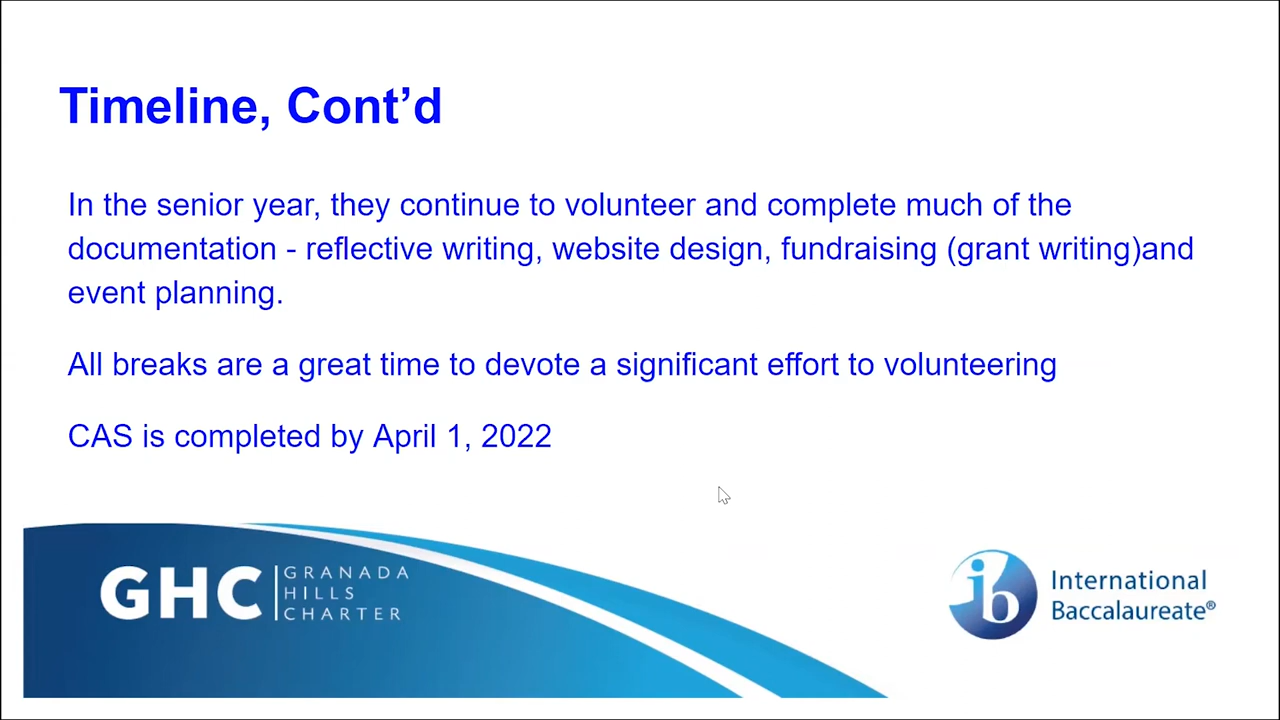 Timeline, Cont’d
In the senior year, they continue to volunteer and complete much of the
documentation - reflective writing, website design, fundraising (grant writing)and
event planning.
All breaks are a great time to devote a significant effort to volunteering
CAS is completed by April 1, 2022
GHC
GRANADA
HILLS
CHARTER
ib
International
Baccalaureate®